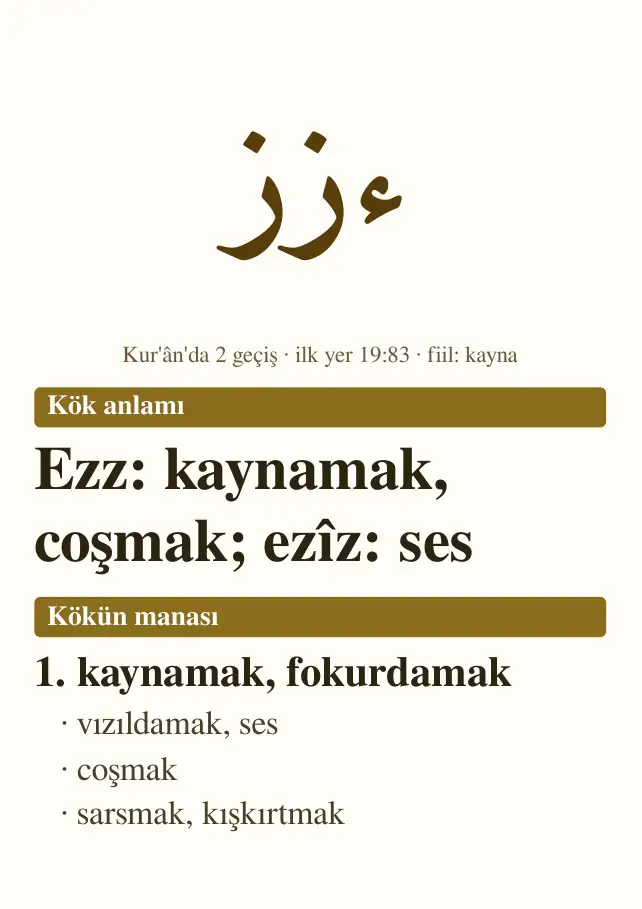 ءزز
Kur'ân'da 2 geçiş · ilk yer 19:83 · fiil: kayna
Kök anlamı
Ezz: kaynamak,
coşmak; ezîz: ses
Kökün manası
1. kaynamak, fokurdamak
· vızıldamak, ses
· coşmak
· sarsmak, kışkırtmak